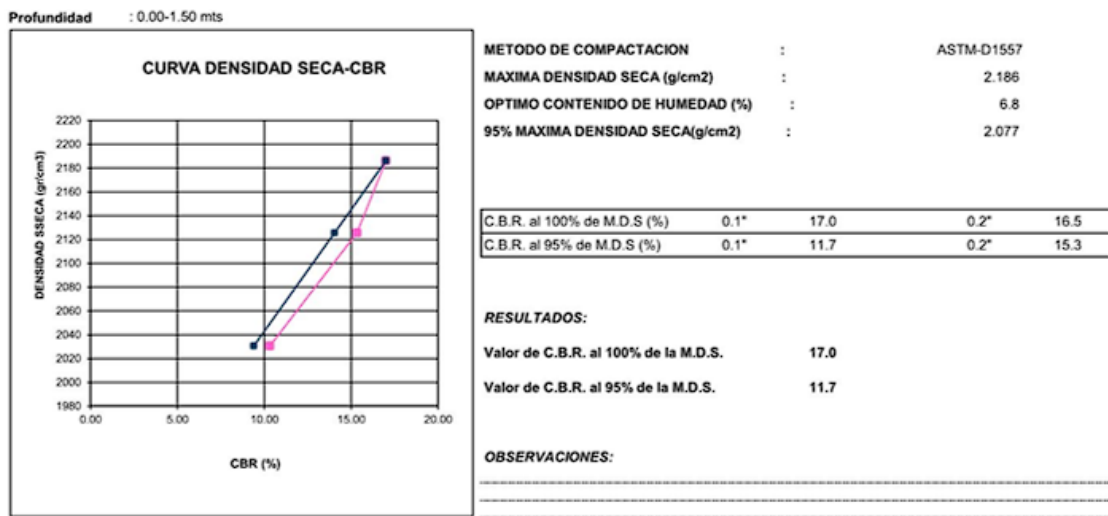 Profundidad : 0.00-1.50 mts
CURVA DENSIDAD SECA-CBR
DENSIDAD SSECA (gr/cm3)
2220
2200
2180
2160
2140
2120
2100
2080
2060
2040
2020
2000
1980
0.00 5.00 10.00 15.00 20.00
CBR (%)
METODO DE COMPACTACION : ASTM-D1557
MAXIMA DENSIDAD SECA (g/cm2) : 2.186
OPTIMO CONTENIDO DE HUMEDAD (%) : 6.8
95% MAXIMA DENSIDAD SECA(g/cm2) : 2.077
C.B.R. al 100% de M.D.S (%) 0.1" 17.0 0.2" 16.5
C.B.R. al 95% de M.D.S (%) 0.1" 11.7 0.2" 15.3
RESULTADOS:
Valor de C.B.R. al 100% de la M.D.S. 17.0
Valor de C.B.R. al 95% de la M.D.S. 11.7
OBSERVACIONES: